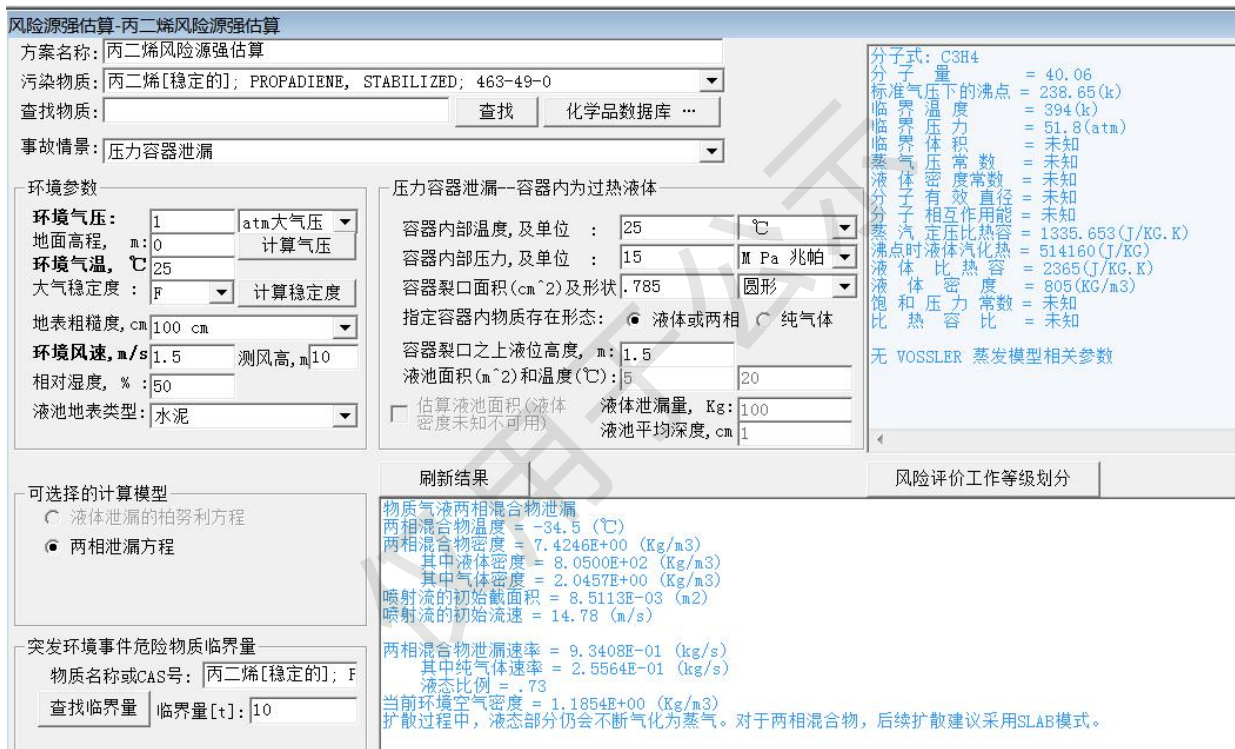 风险源强估算-丙二烯风险源强估算
方案名称: 丙二烯风险源强估算
污染物质: 丙二烯[稳定的]; PROPADIENE, STABILIZED; 463-49-0
查找物质: 查找 化学品数据库 …
事故情景: 压力容器泄漏
环境参数
环境气压: 1 atm大气压
地面高程, m: 0 计算气压
环境气温, ℃ 25
大气稳定度 : F 计算稳定度
地表粗糙度, cm 100 cm
环境风速, m/s 1.5 测风高, m 10
相对湿度, % : 50
液池地表类型: 水泥
压力容器泄漏--容器内为过热液体
容器内部温度, 及单位 : 25 ℃
容器内部压力, 及单位 : 15 M Pa 兆帕
容器裂口面积(cm^2)及形状 .785 圆形
指定容器内物质存在形态: 液体或两相 纯气体
容器裂口之上液位高度, m: 1.5
液池面积(m^2)和温度(℃): 5 20
估算液池面积(液体
密度未知不可用)
液体泄漏量, Kg: 100
液池平均深度, cm 1
分子式: C3H4
分 子 量 = 40.06
标准气压下的沸点 = 238.65(k)
临 界 温 度 = 394(k)
临 界 压 力 = 51.8(atm)
临 界 体 积 = 未知
蒸 气 压 常 数 = 未知
液 体 密 度常数 = 未知
分 子 有 效 直径 = 未知
分 子 相互作用能 = 未知
蒸 汽 定压比热容 = 1335.653(J/KG.K)
沸点时液体汽化热 = 514160(J/KG)
液 体 比 热 容 = 2365(J/KG.K)
液 体 密 度 = 805(KG/m3)
饱 和 压 力 常数 = 未知
比 热 容 比 = 未知
无 VOSSLER 蒸发模型相关参数
可选择的计算模型
液体泄漏的柏努利方程
两相泄漏方程
突发环境事件危险物质临界量
物质名称或CAS号: 丙二烯[稳定的]; P
查找临界量 临界量[t]: 10
刷新结果
风险评价工作等级划分
物质气液两相混合物泄漏
两相混合物温度 = -34.5 (℃)
两相混合物密度 = 7.4246E+00 (Kg/m3)
其中液体密度 = 8.0500E+02 (Kg/m3)
其中气体密度 = 2.0457E+00 (Kg/m3)
喷射流的初始截面积 = 8.5113E-03 (m2)
喷射流的初始流速 = 14.78 (m/s)
两相混合物泄漏速率 = 9.3408E-01 (kg/s)
其中纯气体速率 = 2.5564E-01 (kg/s)
液态比例 = .73
当前环境空气密度 = 1.1854E+00 (Kg/m3)
扩散过程中, 液态部分仍会不断气化为蒸气。对于两相混合物, 后续扩散建议采用SLAB模式。
仅用于公示